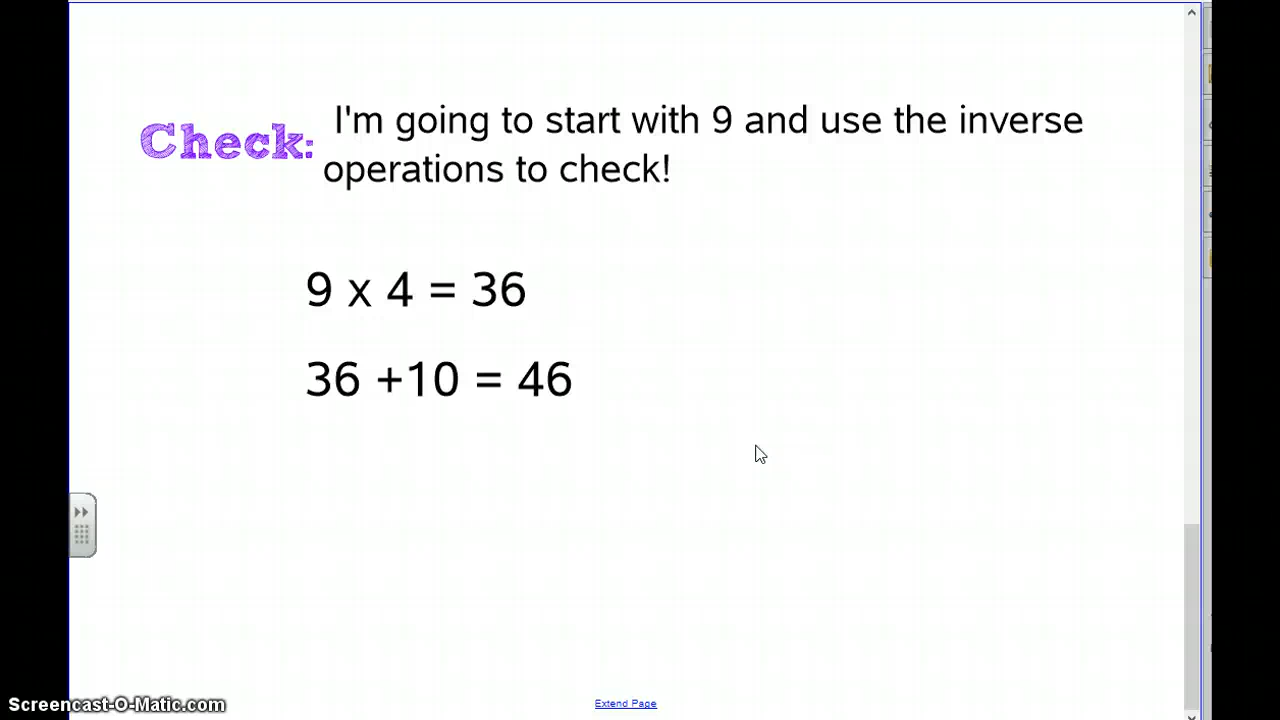 Check: I'm going to start with 9 and use the inverse
operations to check!
9 x 4 = 36
36 +10 = 46
Extend Page
Screencast-O-Matic.com